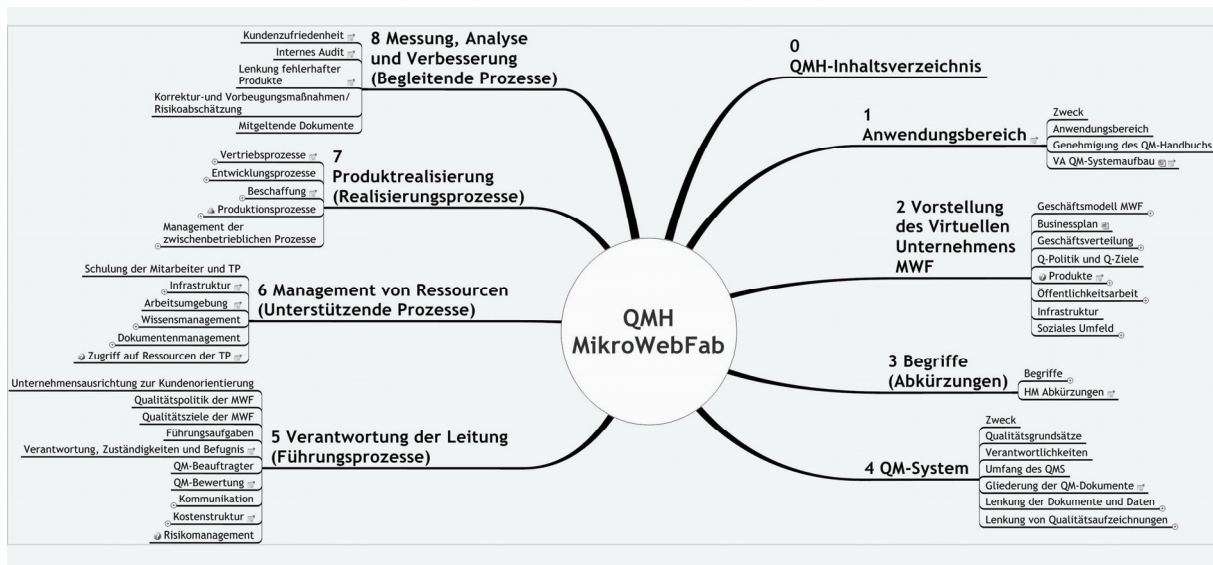 QMH
MikroWebFab
0
QMH-Inhaltsverzeichnis
1
Anwendungsbereich
Zweck
Anwendungsbereich
Genehmigung des QM-Handbuchs
VA QM-Systemaufbau
2 Vorstellung
des Virtuellen
Unternehmens
MWF
Geschäftsmodell MWF
Businessplan
Geschäftsverteilung
Q-Politik und Q-Ziele
Produkte
Öffentlichkeitsarbeit
Infrastruktur
Soziales Umfeld
3 Begriffe
(Abkürzungen)
Begriffe
HM Abkürzungen
4 QM-System
Zweck
Qualitätsgrundsätze
Verantwortlichkeiten
Umfang des QMS
Gliederung der QM-Dokumente
Lenkung der Dokumente und Daten
Lenkung von Qualitätsaufzeichnungen
5 Verantwortung der Leitung
(Führungsprozesse)
Unternehmensausrichtung zur Kundenorientierung
Qualitätspolitik der MWF
Qualitätsziele der MWF
Führungsaufgaben
Verantwortung, Zuständigkeiten und Befugnis
QM-Beauftragter
QM-Bewertung
Kommunikation
Kostenstruktur
Risikomanagement
6 Management von Ressourcen
(Unterstützende Prozesse)
Schulung der Mitarbeiter und TP
Infrastruktur
Arbeitsumgebung
Wissensmanagement
Dokumentenmanagement
Zugriff auf Ressourcen der TP
7
Produktrealisierung
(Realisierungsprozesse)
Vertriebsprozesse
Entwicklungsprozesse
Beschaffung
Produktionsprozesse
Management der
zwischenbetrieblichen Prozesse
8 Messung, Analyse
und Verbesserung
(Begleitende Prozesse)
Kundenzufriedenheit
Internes Audit
Lenkung fehlerhafter
Produkte
Korrektur-und Vorbeugungsmaßnahmen/
Risikoabschätzung
Mitgeltende Dokumente